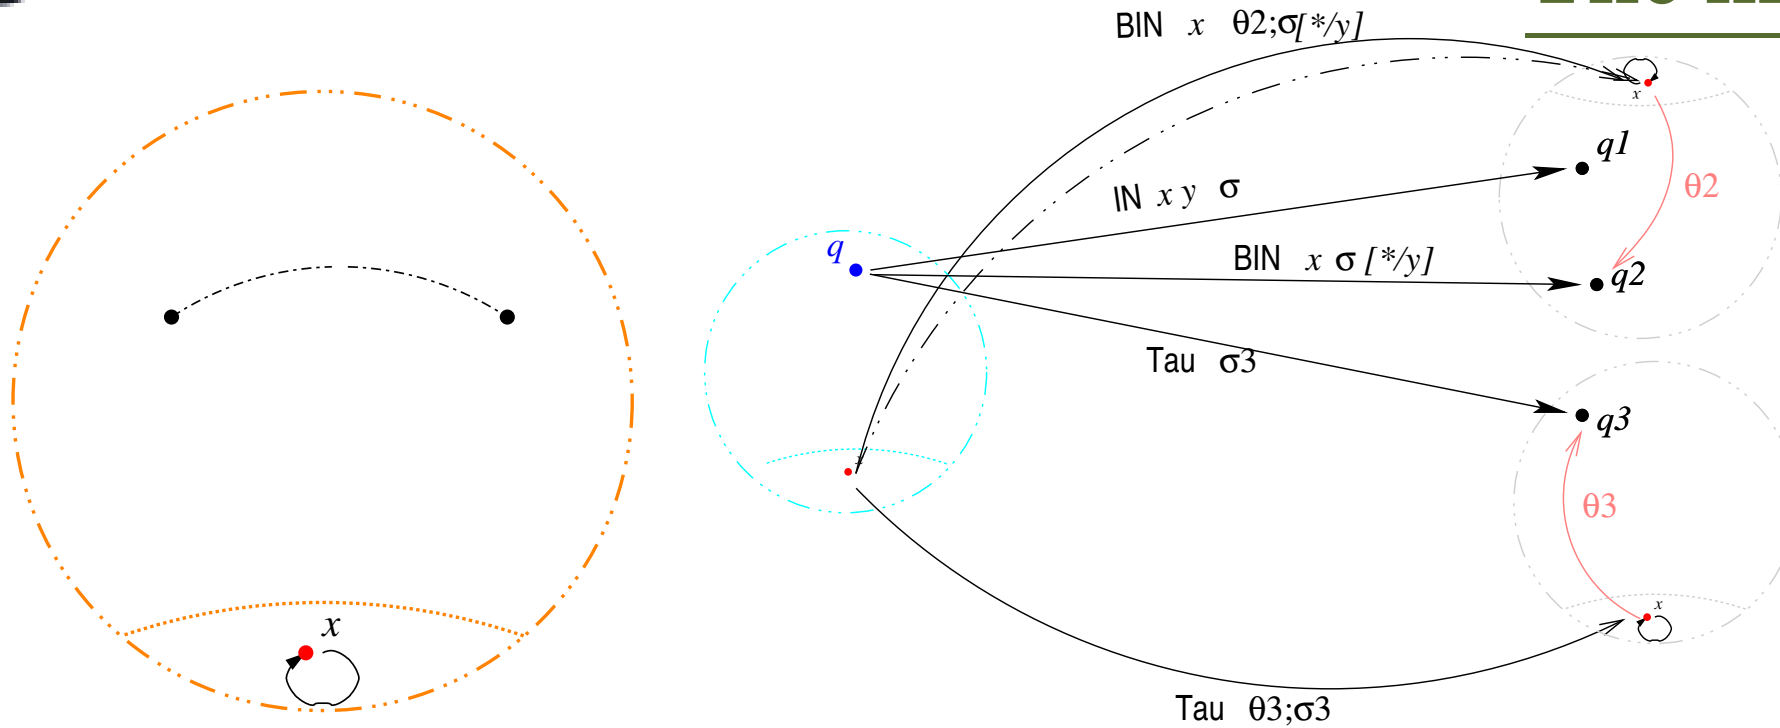 BIN x θ2;σ[*/y]
x
q1
θ2
IN x y σ
q
BIN x σ [*/y]
q2
Tau σ3
q3
x
θ3
x
x
Tau θ3;σ3